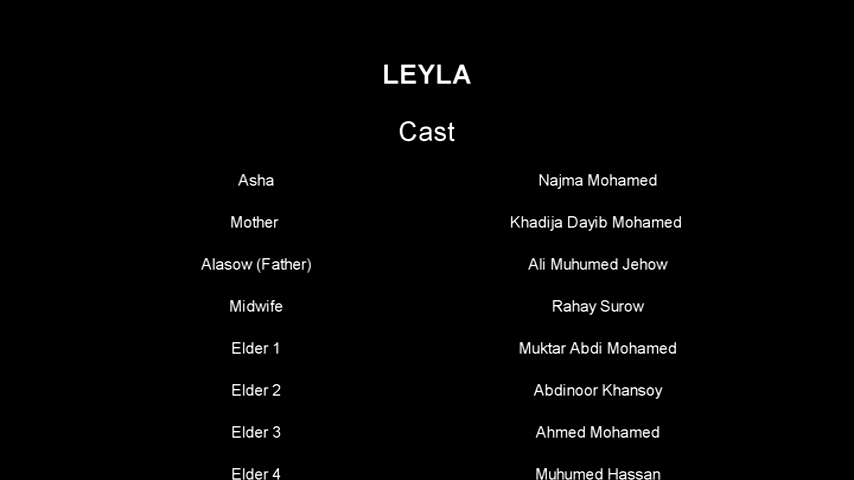 LEYLA
Cast
Asha Najma Mohamed
Mother Khadija Dayib Mohamed
Alasow (Father) Ali Muhumed Jehow
Midwife Rahay Surow
Elder 1 Muktar Abdi Mohamed
Elder 2 Abdinoor Khansoy
Elder 3 Ahmed Mohamed
Elder 4 Muhumed Hassan